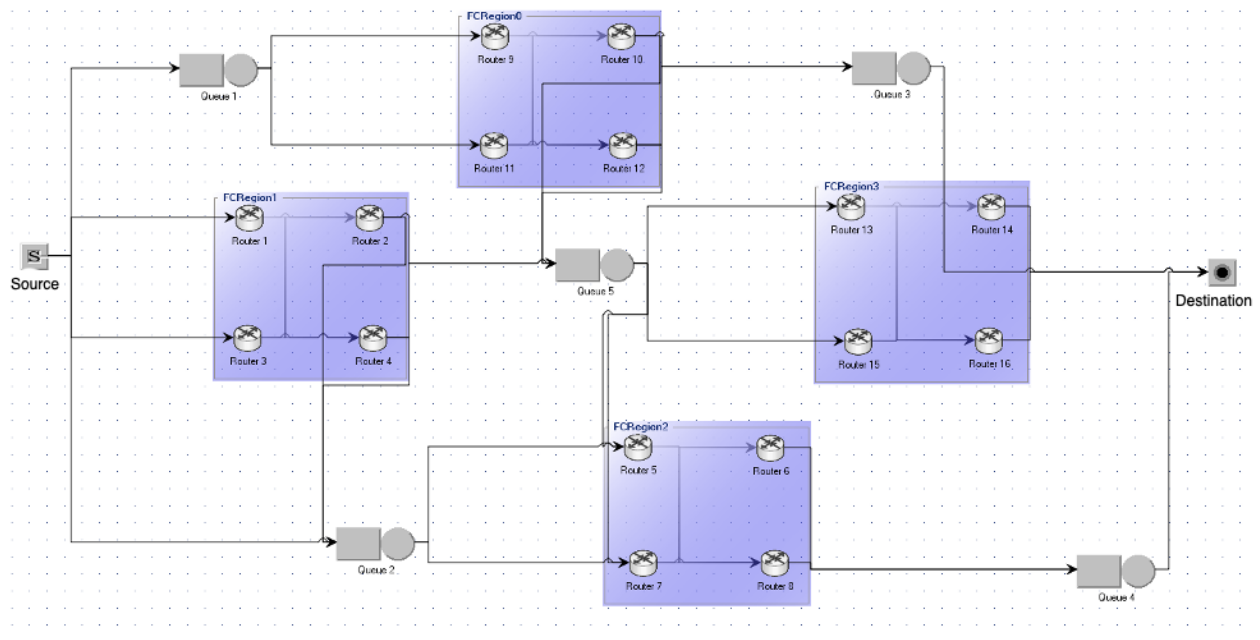 FCRegion0
Router 9
Router 10
Queue 1
Queue 3
Router 11
Router 12
FCRegion1
FCRegion3
Router 1
Router 2
Router 13
Router 14
S
Source
Queue 5
Destination
Router 3
Router 4
Router 15
Router 16
FCRegion2
Router 5
Router 6
Queue 2
Router 7
Router 8
Queue 4